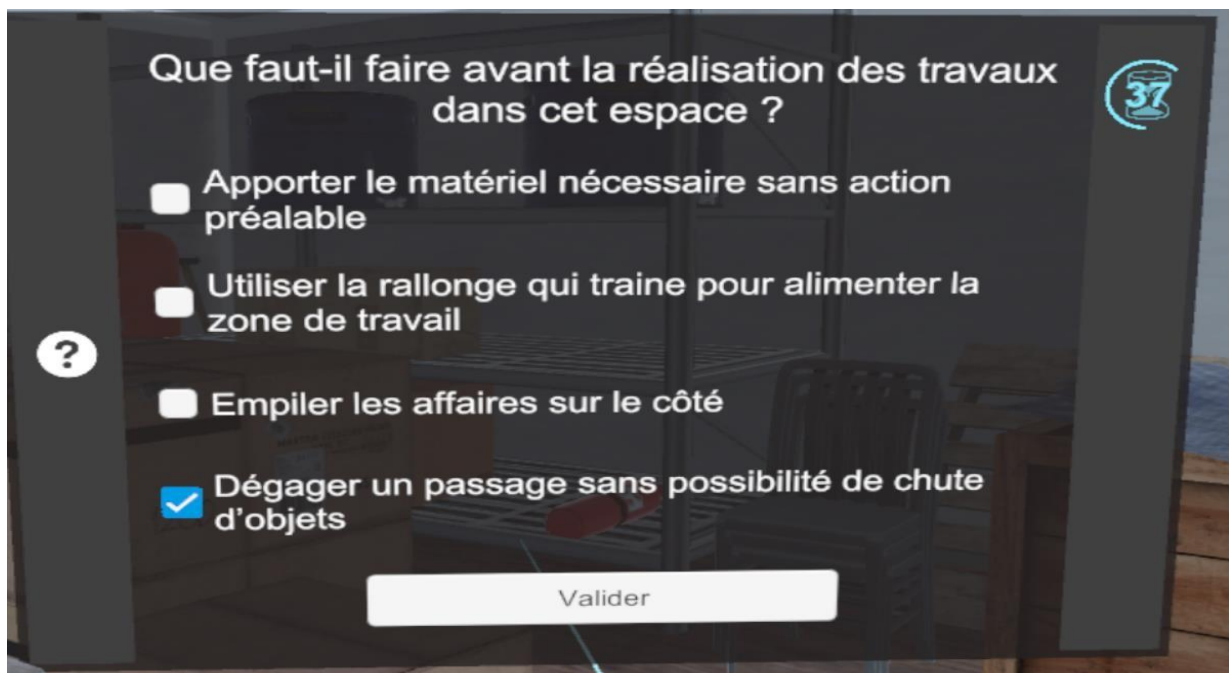 Que faut-il faire avant la réalisation des travaux
dans cet espace ?
37
Apporter le matériel nécessaire sans action
préalable
Utiliser la rallonge qui traine pour alimenter la
zone de travail
?
Empiler les affaires sur le côté
Dégager un passage sans possibilité de chute
d'objets
Valider